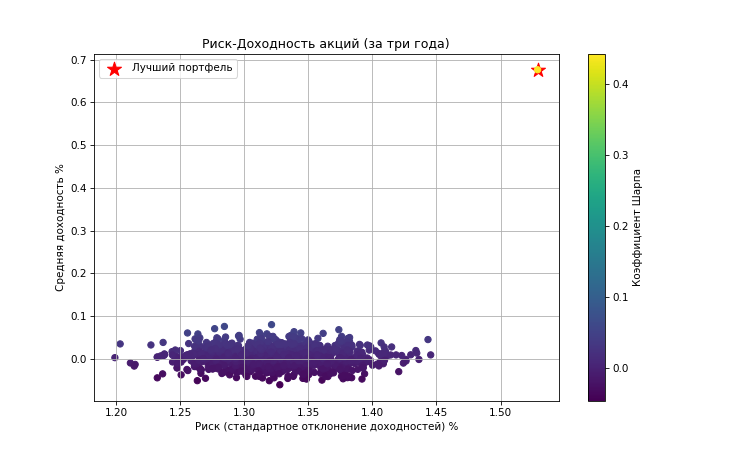 Риск-Доходность акций (за три года)
Лучший портфель
Средняя доходность %
0.7
0.6
0.5
0.4
0.3
0.2
0.1
0.0
1.20 1.25 1.30 1.35 1.40 1.45 1.50
Риск (стандартное отклонение доходностей) %
0.4
0.3
0.2
0.1
0.0
Коэффициент Шарпа